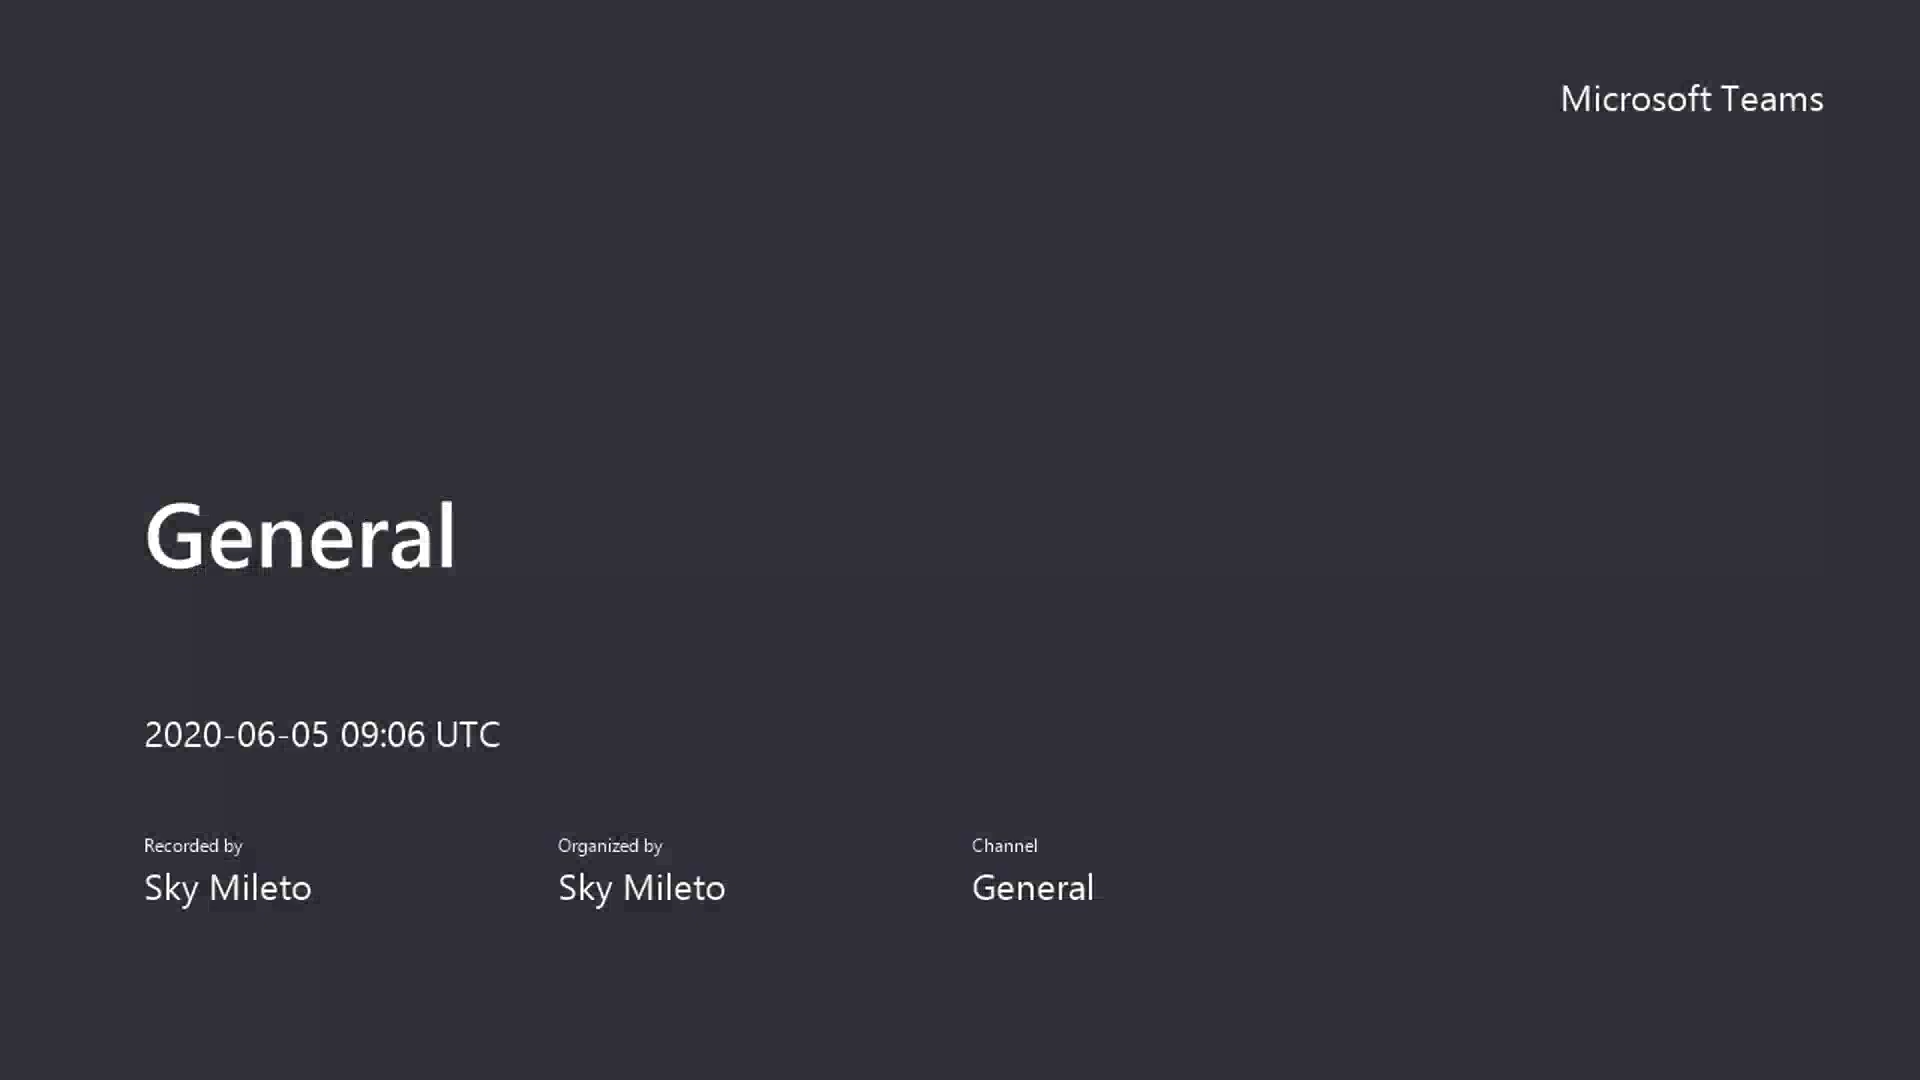 Microsoft Teams
General
2020-06-05 09:06 UTC
Recorded by
Sky Mileto
Organized by
Sky Mileto
Channel
General